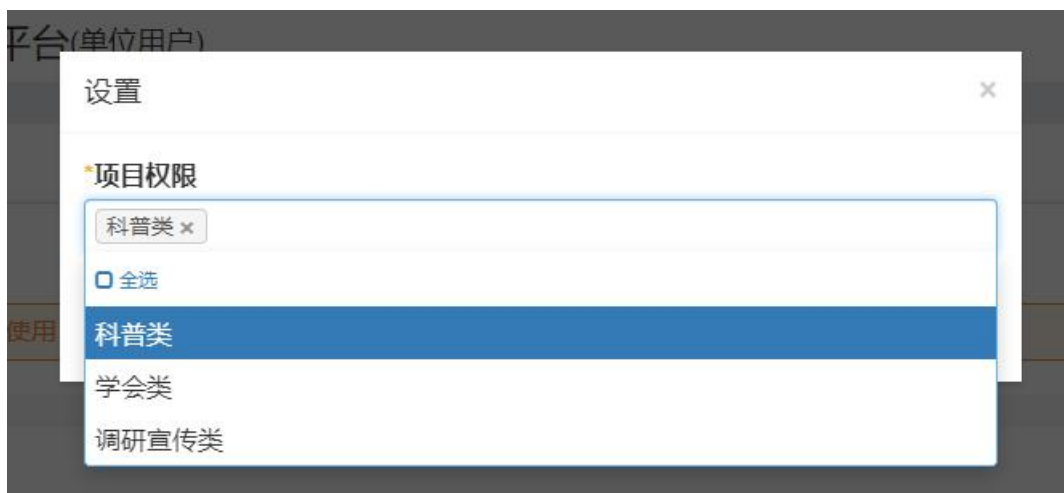 平台(单位用户)
设置
×
*项目权限
科普类 ×
全选
科普类
使用
学会类
调研宣传类